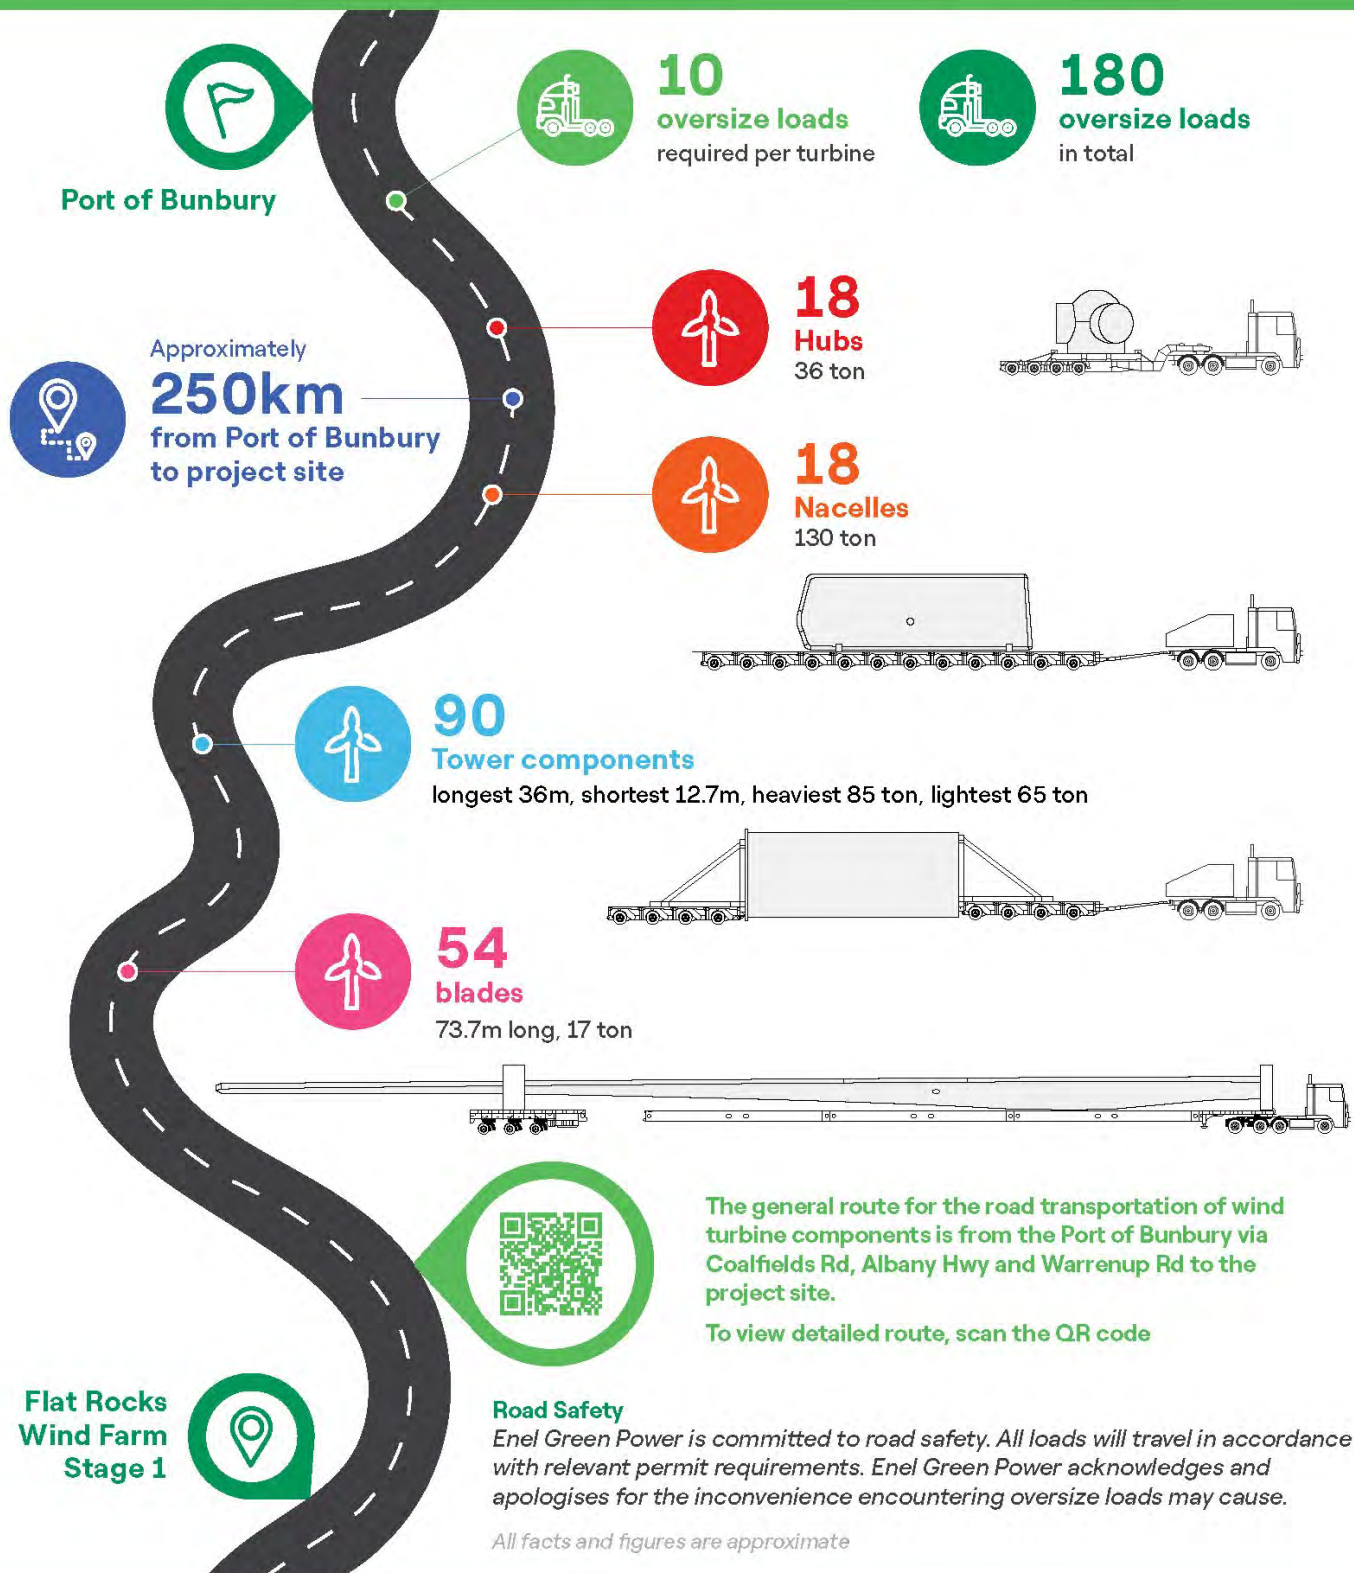 Port of Bunbury
10
oversize loads
required per turbine
180
oversize loads
in total
18
Hubs
36 ton
Approximately
250km
from Port of Bunbury
to project site
18
Nacelles
130 ton
90
Tower components
longest 36m, shortest 12.7m, heaviest 85 ton, lightest 65 ton
54
blades
73.7m long, 17 ton
The general route for the road transportation of wind
turbine components is from the Port of Bunbury via
Coalfields Rd, Albany Hwy and Warrenup Rd to the
project site.
To view detailed route, scan the QR code
Flat Rocks
Wind Farm
Stage 1
Road Safety
Enel Green Power is committed to road safety. All loads will travel in accordance
with relevant permit requirements. Enel Green Power acknowledges and
apologises for the inconvenience encountering oversize loads may cause.
All facts and figures are approximate